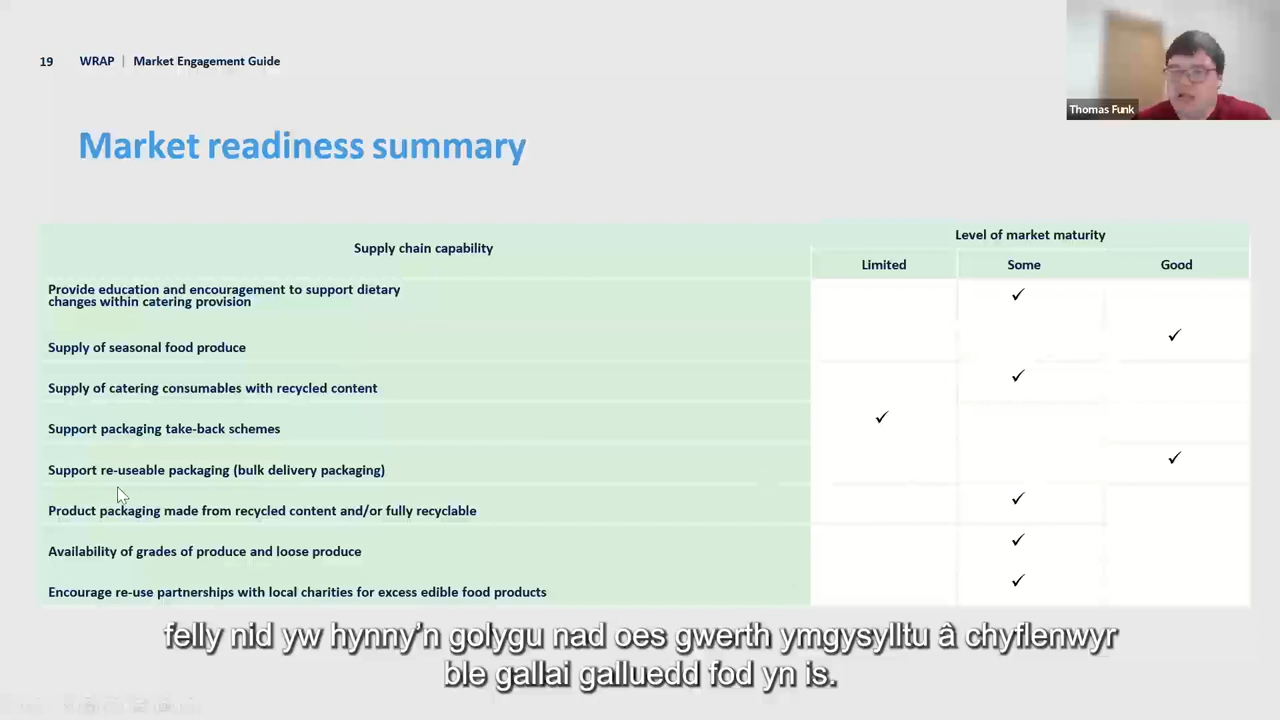 19 WRAP | Market Engagement Guide
Thomas Funk
Market readiness summary
Supply chain capability
Level of market maturity
Limited Some Good
Provide education and encouragement to support dietary
changes within catering provision
✓
Supply of seasonal food produce
✓
Supply of catering consumables with recycled content
✓
Support packaging take-back schemes
✓
Support re-useable packaging (bulk delivery packaging)
✓
Product packaging made from recycled content and/or fully recyclable
✓
Availability of grades of produce and loose produce
✓
Encourage re-use partnerships with local charities for excess edible food products
✓
felly nid yw hynny'n golygu nad oes gwerth ymgysylltu â chyflenwyr
ble gallai galluedd fod yn is.